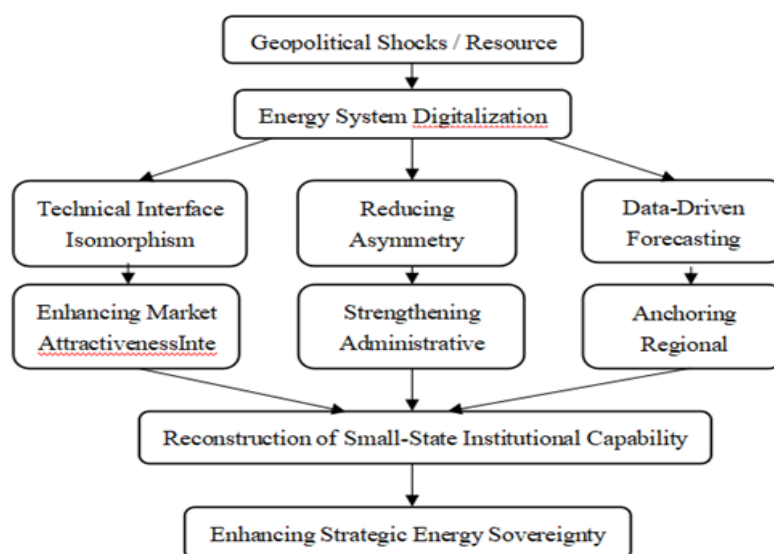 Geopolitical Shocks / Resource
Energy System Digitalization
Technical Interface
Isomorphism
Reducing
Asymmetry
Data-Driven
Forecasting
Enhancing Market
AttractivenessInte
Strengthening
Administrative
Anchoring
Regional
Reconstruction of Small-State Institutional Capability
Enhancing Strategic Energy Sovereignty